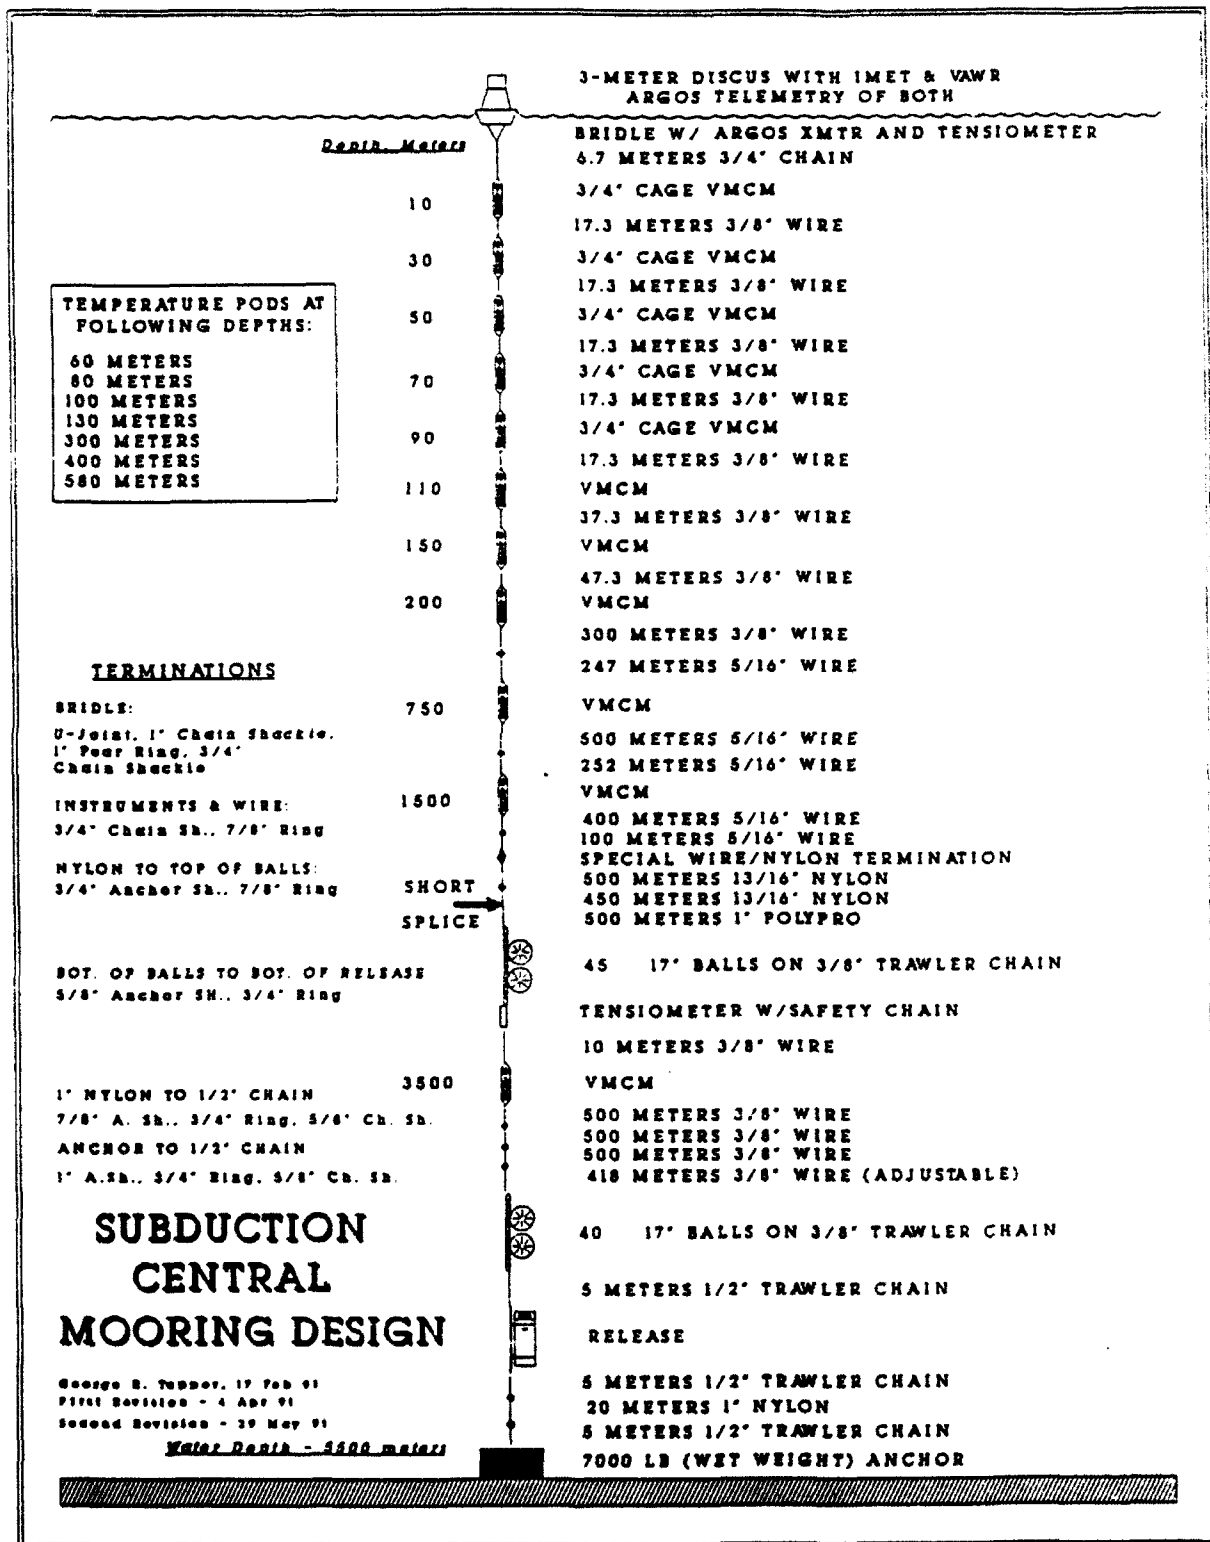 3-METER DISCUS WITH IMET & VAWR
ARGOS TELEMETRY OF BOTH
BRIDLE W/ ARGOS XMTR AND TENSIOMETER
Depth, Meters
6.7 METERS 3/4" CHAIN
10
3/4" CAGE VMCM
17.3 METERS 3/8" WIRE
30
3/4" CAGE VMCM
17.3 METERS 3/8" WIRE
50
3/4" CAGE VMCM
17.3 METERS 3/8" WIRE
70
3/4" CAGE VMCM
17.3 METERS 3/8" WIRE
90
3/4" CAGE VMCM
17.3 METERS 3/8" WIRE
110
VMCM
37.3 METERS 3/8" WIRE
150
VMCM
47.3 METERS 3/8" WIRE
200
VMCM
300 METERS 3/8" WIRE
247 METERS 5/16" WIRE
750
VMCM
500 METERS 5/16" WIRE
252 METERS 5/16" WIRE
1500
VMCM
400 METERS 5/16" WIRE
100 METERS 5/16" WIRE
SPECIAL WIRE/NYLON TERMINATION
500 METERS 13/16" NYLON
450 METERS 13/16" NYLON
500 METERS 1" POLYPRO
SHORT
SPLICE
45 17" BALLS ON 3/8" TRAWLER CHAIN
TENSIOMETER W/SAFETY CHAIN
10 METERS 3/8" WIRE
3500
VMCM
500 METERS 3/8" WIRE
500 METERS 3/8" WIRE
500 METERS 3/8" WIRE
418 METERS 3/8" WIRE (ADJUSTABLE)
40 17" BALLS ON 3/8" TRAWLER CHAIN
5 METERS 1/2" TRAWLER CHAIN
RELEASE
5 METERS 1/2" TRAWLER CHAIN
20 METERS 1" NYLON
5 METERS 1/2" TRAWLER CHAIN
7000 LB (WET WEIGHT) ANCHOR
TEMPERATURE PODS AT
FOLLOWING DEPTHS:
60 METERS
80 METERS
100 METERS
130 METERS
300 METERS
400 METERS
580 METERS
TERMINATIONS
BRIDLE:
U-Joint, 1" Chain Shackle,
1" Pear Ring, 3/4"
Chain Shackle
INSTRUMENTS & WIRE:
3/4" Chain Sh., 7/8" Ring
NYLON TO TOP OF BALLS:
3/4" Anchor Sh., 7/8" Ring
BOT. OF BALLS TO BOT. OF RELEASE
5/8" Anchor SH., 3/4" Ring
1" NYLON TO 1/2" CHAIN
7/8" A. Sh., 3/4" Ring, 5/8" Ch. Sh.
ANCHOR TO 1/2" CHAIN
1" A.Sh., 3/4" Ring, 5/8" Ch. Sh.
SUBDUCTION
CENTRAL
MOORING DESIGN
George R. Tupper, 17 Feb 91
First Revision - 4 Apr 91
Second Revision - 29 May 91
Water Depth - 5500 meters